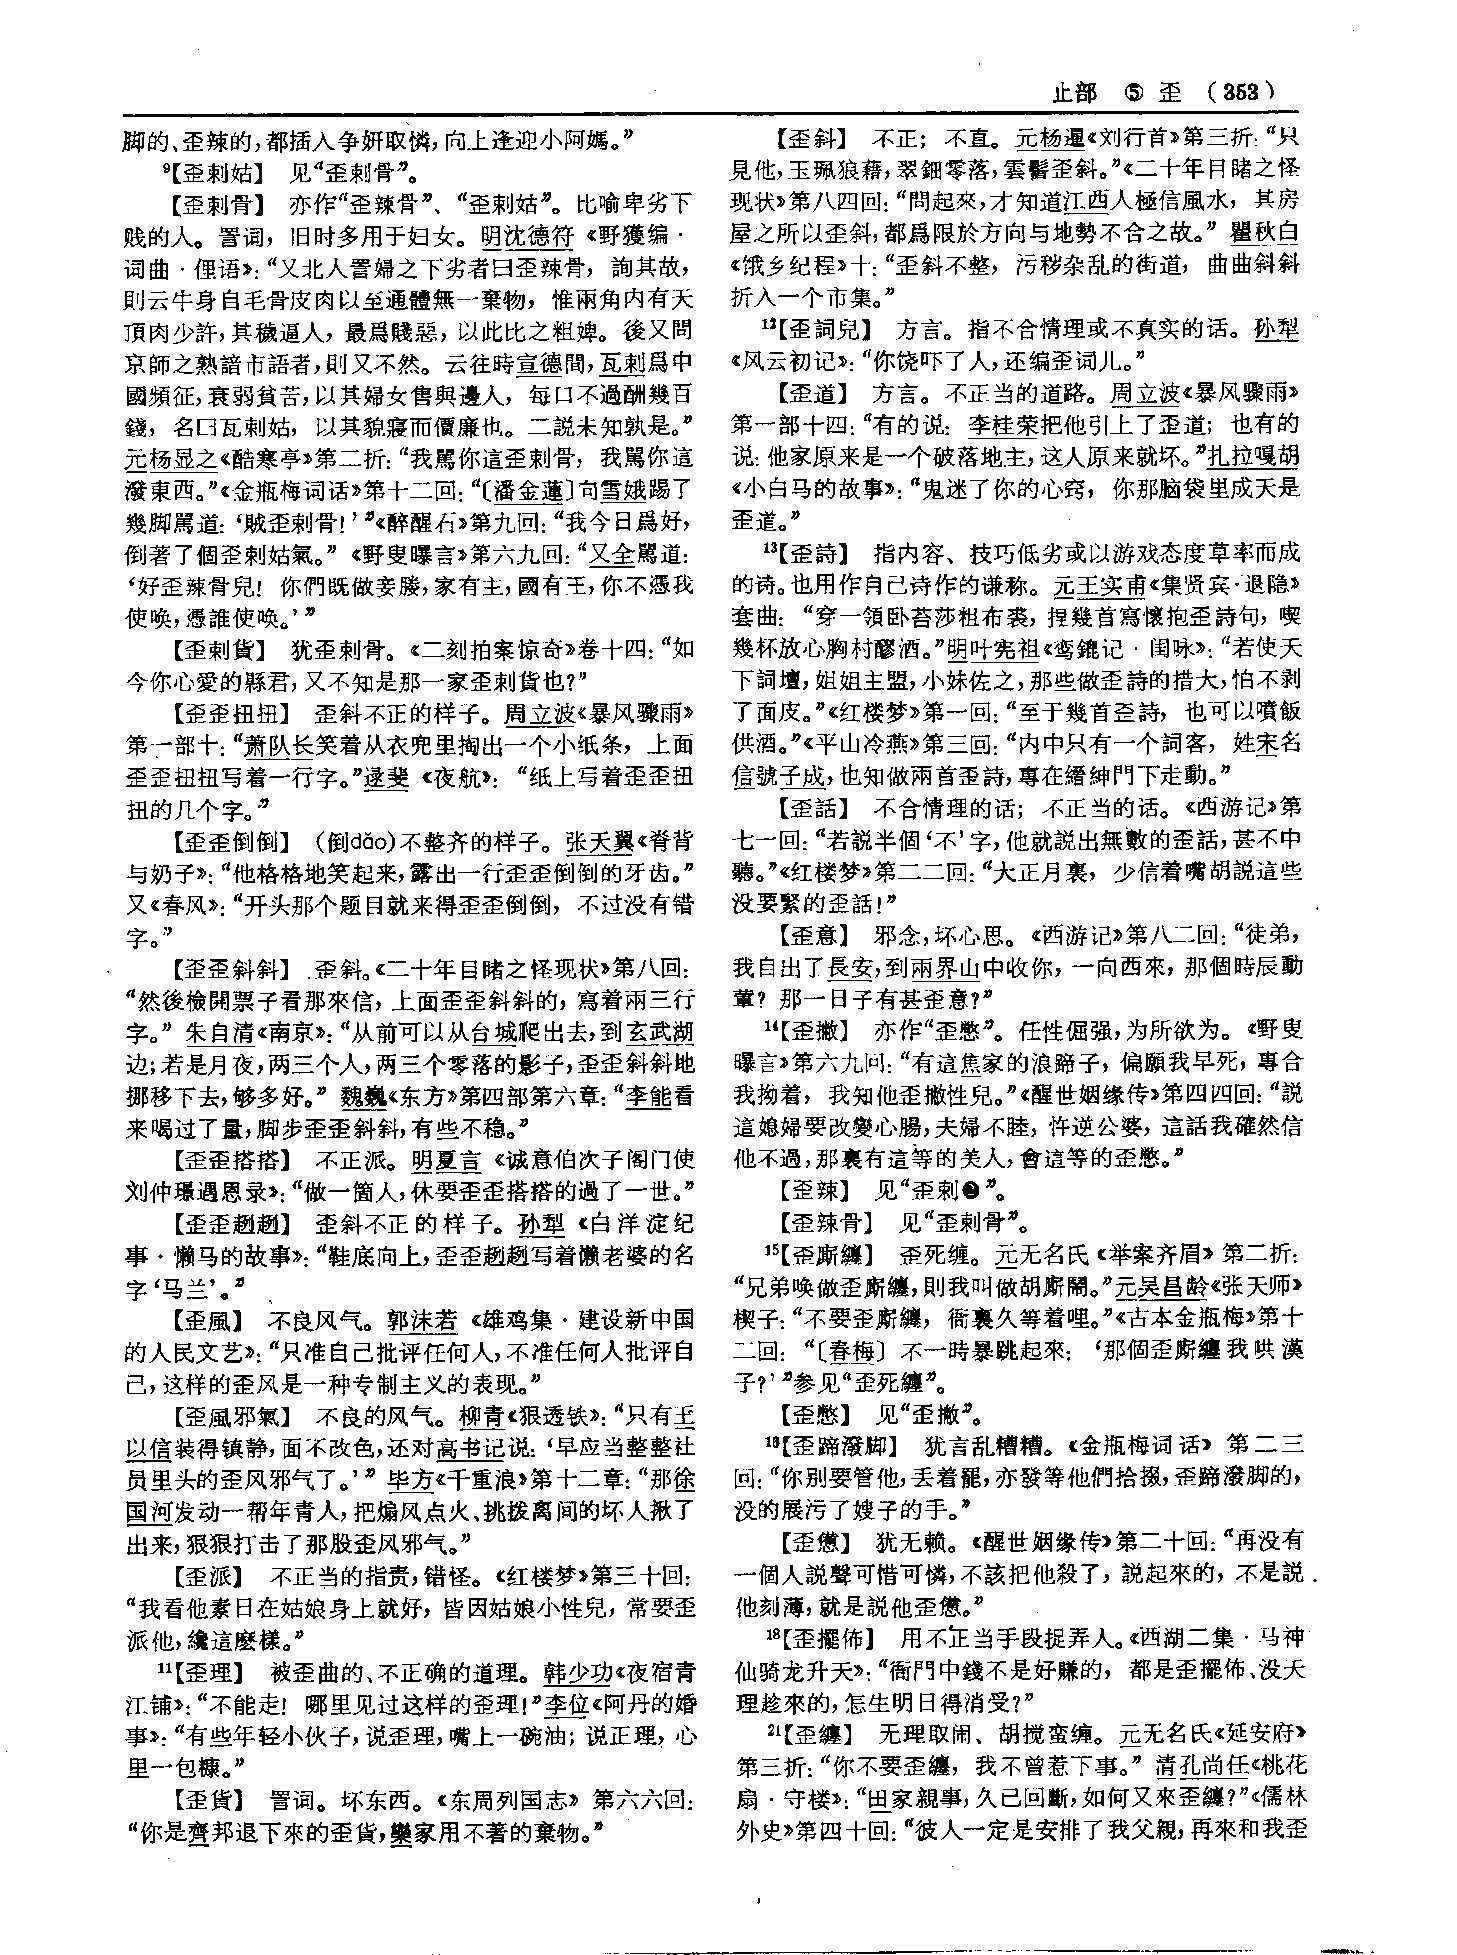 止部 ⑤ 歪 （353）
脚的、歪辣的，都插入争妍取憐，向上逢迎小阿媽。”
⁹【歪剌姑】 见“歪剌骨”。
【歪剌骨】 亦作“歪辣骨”、“歪剌姑”。比喻卑劣下
贱的人。詈词，旧时多用于妇女。明沈德符《野獲编·
词曲·俚语》：“又北人詈婦之下劣者曰歪辣骨，詢其故，
則云牛身自毛骨皮肉以至通體無一棄物，惟兩角内有天
頂肉少許，其穢逼人，最爲賤惡，以此比之粗婢。後又問
京師之熟諳市語者，則又不然。云往時宣德間，瓦剌爲中
國頻征，衰弱貧苦，以其婦女售與邊人，每口不過酬幾百
錢，名曰瓦剌姑，以其貌寢而價廉也。二説未知孰是。”
元杨显之《酷寒亭》第二折：“我駡你這歪剌骨，我駡你這
潑東西。”《金瓶梅词话》第十二回：“〔潘金蓮〕向雪娥踢了
幾脚駡道：‘賊歪剌骨！’”《醉醒石》第九回：“我今日爲好，
倒著了個歪剌姑氣。”《野叟曝言》第六九回：“又全駡道：
‘好歪辣骨兒！你們既做妾媵，家有主，國有王，你不憑我
使唤，憑誰使唤。’”
【歪剌貨】 犹歪剌骨。《二刻拍案惊奇》卷十四：“如
今你心愛的縣君，又不知是那一家歪剌貨也？”
【歪歪扭扭】 歪斜不正的样子。周立波《暴风骤雨》
第一部十：“萧队长笑着从衣兜里掏出一个小纸条，上面
歪歪扭扭写着一行字。”逯斐《夜航》：“纸上写着歪歪扭
扭的几个字。”
【歪歪倒倒】 （倒dǎo）不整齐的样子。张天翼《脊背
与奶子》：“他格格地笑起来，露出一行歪歪倒倒的牙齿。”
又《春风》：“开头那个题目就来得歪歪倒倒，不过没有错
字。”
【歪歪斜斜】 歪斜。《二十年目睹之怪现状》第八回：
“然後檢開票子看那來信，上面歪歪斜斜的，寫着兩三行
字。” 朱自清《南京》：“从前可以从台城爬出去，到玄武湖
边；若是月夜，两三个人，两三个零落的影子，歪歪斜斜地
挪移下去，够多好。” 魏巍《东方》第四部第六章：“李能看
来喝过了量，脚步歪歪斜斜，有些不稳。”
【歪歪搭搭】 不正派。明夏言《诚意伯次子阁门使
刘仲璟遇恩录》：“做一箇人，休要歪歪搭搭的過了一世。”
【歪歪趔趔】 歪斜不正的样子。孙犁《白洋淀纪
事·懒马的故事》：“鞋底向上，歪歪趔趔写着懒老婆的名
字‘马兰’。”
【歪風】 不良风气。郭沫若《雄鸡集·建设新中国
的人民文艺》：“只准自己批评任何人，不准任何人批评自
己，这样的歪风是一种专制主义的表现。”
【歪風邪氣】 不良的风气。柳青《狠透铁》：“只有王
以信装得镇静，面不改色，还对高书记说：‘早应当整整社
员里头的歪风邪气了。’” 毕方《千重浪》第十二章：“那徐
国河发动一帮年青人，把煽风点火、挑拨离间的坏人揪了
出来，狠狠打击了那股歪风邪气。”
【歪派】 不正当的指责，错怪。《红楼梦》第三十回：
“我看他素日在姑娘身上就好，皆因姑娘小性兒，常要歪
派他，纔這麽樣。”
¹¹【歪理】 被歪曲的、不正确的道理。韩少功《夜宿青
江铺》：“不能走！哪里见过这样的歪理！”李位《阿丹的婚
事》：“有些年轻小伙子，说歪理，嘴上一碗油；说正理，心
里一包糠。”
【歪貨】 詈词。坏东西。《东周列国志》第六六回：
“你是齊邦退下來的歪貨，欒家用不著的棄物。”
【歪斜】 不正；不直。元杨暹《刘行首》第三折：“只
見他，玉珮狼藉，翠鈿零落，雲鬢歪斜。”《二十年目睹之怪
现状》第八四回：“問起來，才知道江西人極信風水，其房
屋之所以歪斜，都爲限於方向与地勢不合之故。” 瞿秋白
《饿乡纪程》十：“歪斜不整，污秽杂乱的街道，曲曲斜斜
折入一个市集。”
¹²【歪詞兒】 方言。指不合情理或不真实的话。孙犁
《风云初记》：“你饶吓了人，还编歪词儿。”
【歪道】 方言。不正当的道路。周立波《暴风骤雨》
第一部十四：“有的说：李桂荣把他引上了歪道；也有的
说：他家原来是一个破落地主，这人原来就坏。”扎拉嘎胡
《小白马的故事》：“鬼迷了你的心窍，你那脑袋里成天是
歪道。”
¹³【歪詩】 指内容、技巧低劣或以游戏态度草率而成
的诗。也用作自己诗作的谦称。元王实甫《集贤宾·退隐》
套曲：“穿一領卧苔莎粗布裘，捏幾首寫懷抱歪詩句，喫
幾杯放心胸村醪酒。”明叶宪祖《鸾鎞记·闺咏》：“若使天
下詞壇，姐姐主盟，小妹佐之，那些做歪詩的措大，怕不剥
了面皮。”《红楼梦》第一回：“至于幾首歪詩，也可以噴飯
供酒。”《平山冷燕》第三回：“内中只有一个詞客，姓宋名
信號子成，也知做兩首歪詩，專在縉紳門下走動。”
【歪話】 不合情理的话；不正当的话。《西游记》第
七一回：“若説半個‘不’字，他就説出無數的歪話，甚不中
聽。”《红楼梦》第二二回：“大正月裏，少信着嘴胡説這些
没要緊的歪話！”
【歪意】 邪念，坏心思。《西游记》第八二回：“徒弟，
我自出了長安，到兩界山中收你，一向西來，那個時辰動
葷？那一日子有甚歪意？”
¹⁴【歪撇】 亦作“歪憋”。任性倔强，为所欲为。《野叟
曝言》第六九回：“有這焦家的浪蹄子，偏願我早死，專合
我拗着，我知他歪撇性兒。”《醒世姻缘传》第四四回：“説
這媳婦要改變心腸，夫婦不睦，忤逆公婆，這話我確然信
他不過，那裏有這等的美人，會這等的歪憋。”
【歪辣】 见“歪剌❷”。
【歪辣骨】 见“歪剌骨”。
¹⁵【歪厮纏】 歪死缠。元无名氏《举案齐眉》第二折：
“兄弟唤做歪厮纏，則我叫做胡厮鬧。”元吴昌龄《张天师》
楔子：“不要歪厮纏，衙裏久等着哩。”《古本金瓶梅》第十
二回：“〔春梅〕不一時暴跳起來：‘那個歪厮纏我哄漢
子？’”参见“歪死纏”。
【歪憋】 见“歪撇”。
¹⁶【歪蹄潑脚】 犹言乱糟糟。《金瓶梅词话》第二三
回：“你别要管他，丢着罷，亦發等他們拾掇，歪蹄潑脚的，
没的展污了嫂子的手。”
【歪憊】 犹无赖。《醒世姻缘传》第二十回：“再没有
一個人説聲可惜可憐，不該把他殺了，説起來的，不是説
他刻薄，就是説他歪憊。”
¹⁸【歪擺佈】 用不正当手段捉弄人。《西湖二集·马神
仙骑龙升天》：“衙門中錢不是好賺的，都是歪擺佈、没天
理趁來的，怎生明日得消受？”
²¹【歪纏】 无理取闹、胡搅蛮缠。元无名氏《延安府》
第三折：“你不要歪纏，我不曾惹下事。” 清孔尚任《桃花
扇·守楼》：“田家親事，久已回斷，如何又來歪纏？”《儒林
外史》第四十回：“彼人一定是安排了我父親，再來和我歪